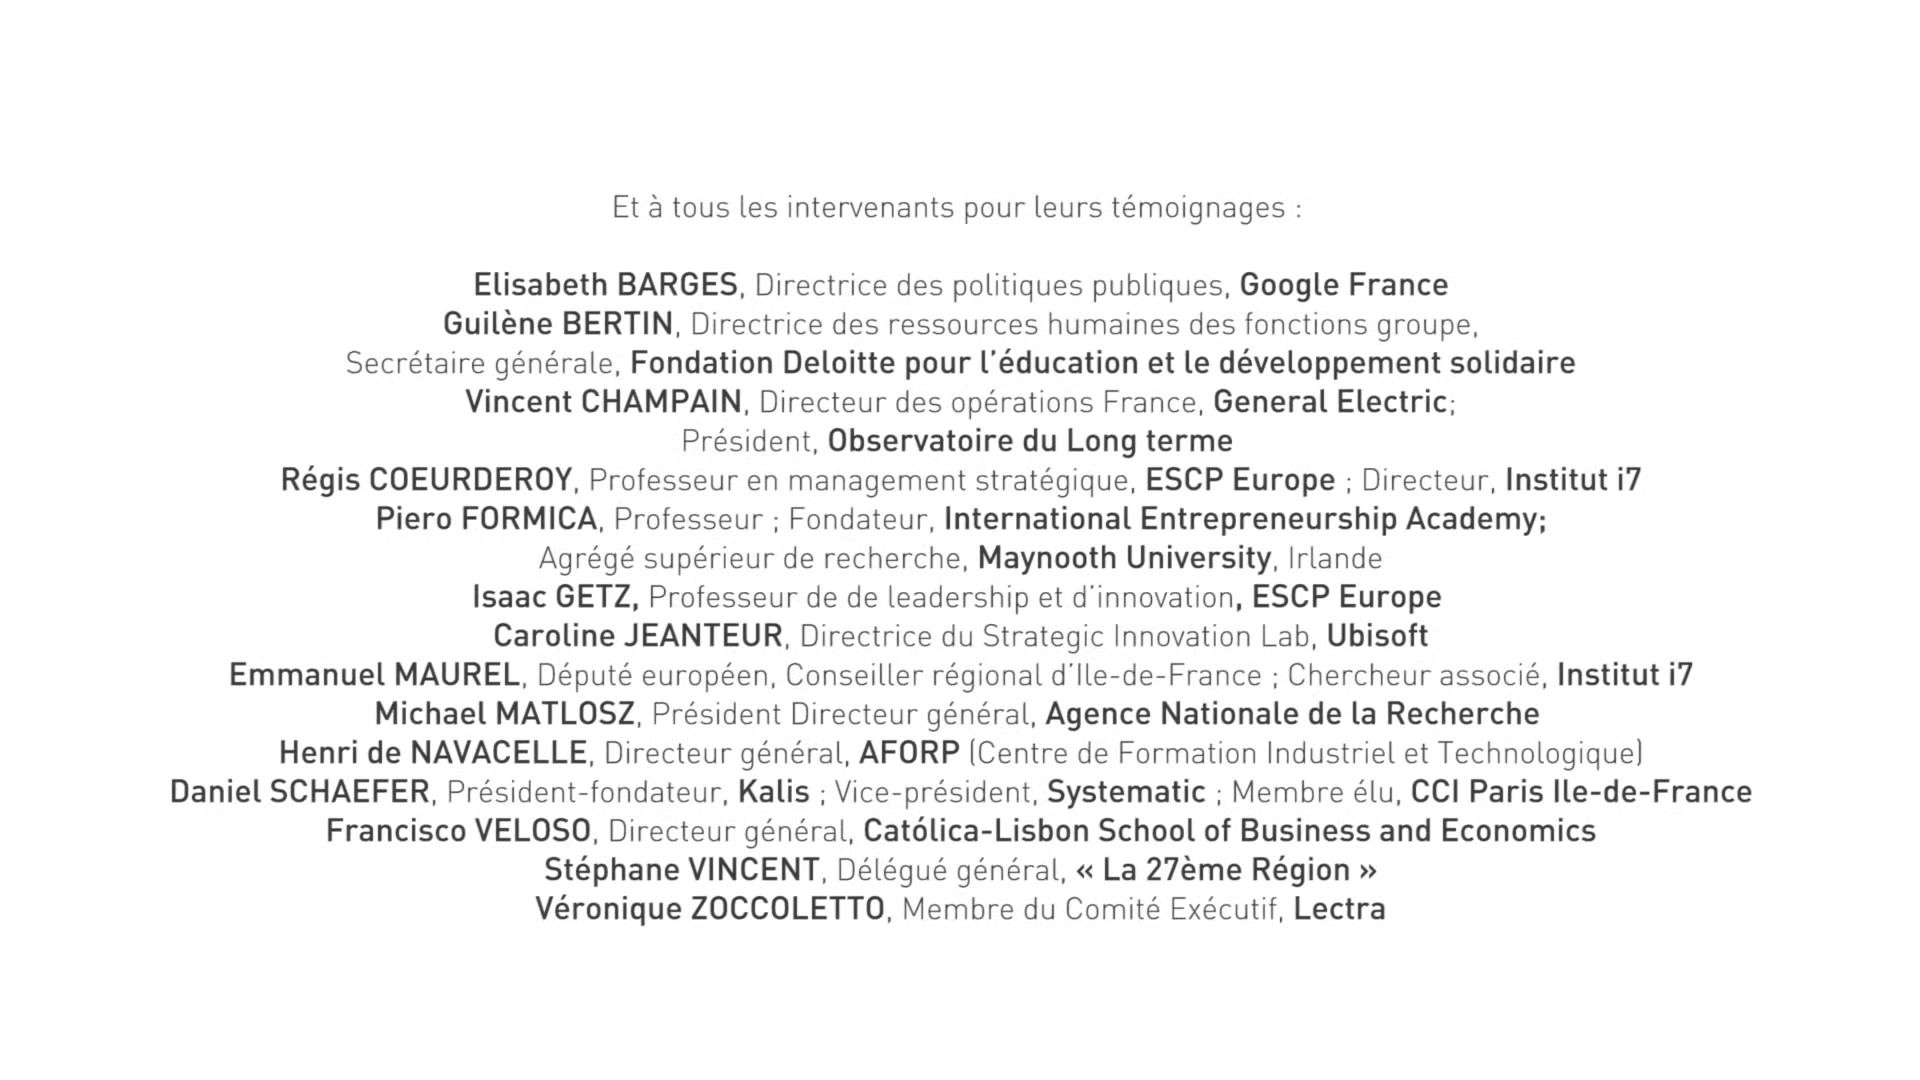 Et à tous les intervenants pour leurs témoignages :
Elisabeth BARGES, Directrice des politiques publiques, Google France
Guilène BERTIN, Directrice des ressources humaines des fonctions groupe,
Secrétaire générale, Fondation Deloitte pour l'éducation et le développement solidaire
Vincent CHAMPAIN, Directeur des opérations France, General Electric;
Président, Observatoire du Long terme
Régis COEURDEROY, Professeur en management stratégique, ESCP Europe ; Directeur, Institut i7
Piero FORMICA, Professeur ; Fondateur, International Entrepreneurship Academy;
Agrégé supérieur de recherche, Maynooth University, Irlande
Isaac GETZ, Professeur de de leadership et d'innovation, ESCP Europe
Caroline JEANTEUR, Directrice du Strategic Innovation Lab, Ubisoft
Emmanuel MAUREL, Député européen, Conseiller régional d'Ile-de-France ; Chercheur associé, Institut i7
Michael MATLOSZ, Président Directeur général, Agence Nationale de la Recherche
Henri de NAVACELLE, Directeur général, AFORP (Centre de Formation Industriel et Technologique)
Daniel SCHAEFER, Président-fondateur, Kalis ; Vice-président, Systematic ; Membre élu, CCI Paris Ile-de-France
Francisco VELOSO, Directeur général, Católica-Lisbon School of Business and Economics
Stéphane VINCENT, Délégué général, « La 27ème Région »
Véronique ZOCCOLETTO, Membre du Comité Exécutif, Lectra